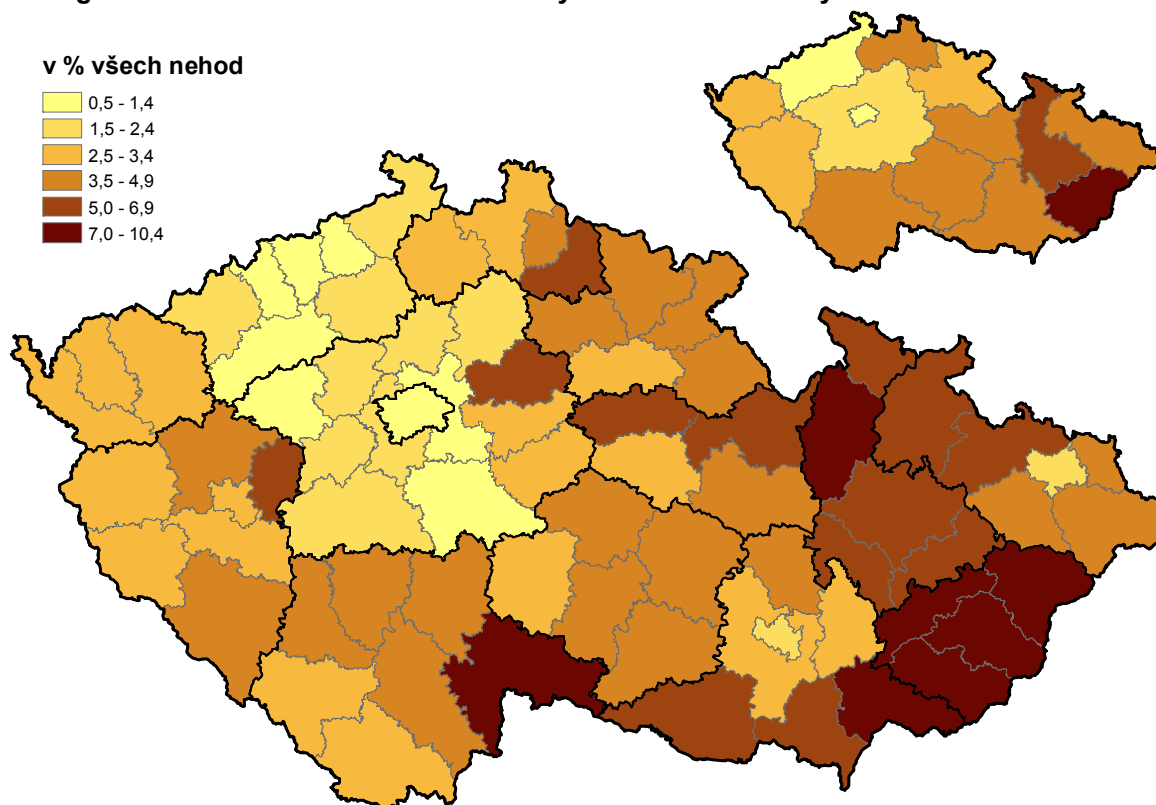 v % všech nehod
0,5 - 1,4
1,5 - 2,4
2,5 - 3,4
3,5 - 4,9
5,0 - 6,9
7,0 - 10,4